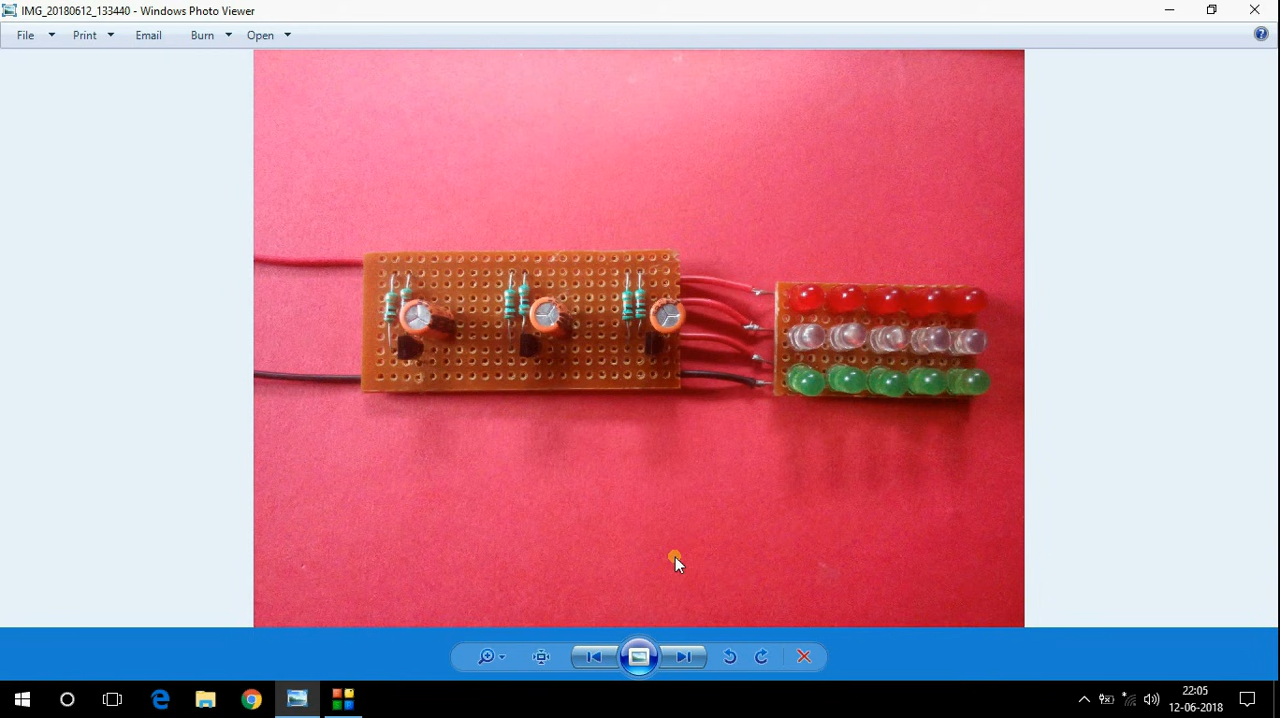 IMG_20180612_133440 - Windows Photo Viewer
File Print Email Burn Open
22:05
12-06-2018